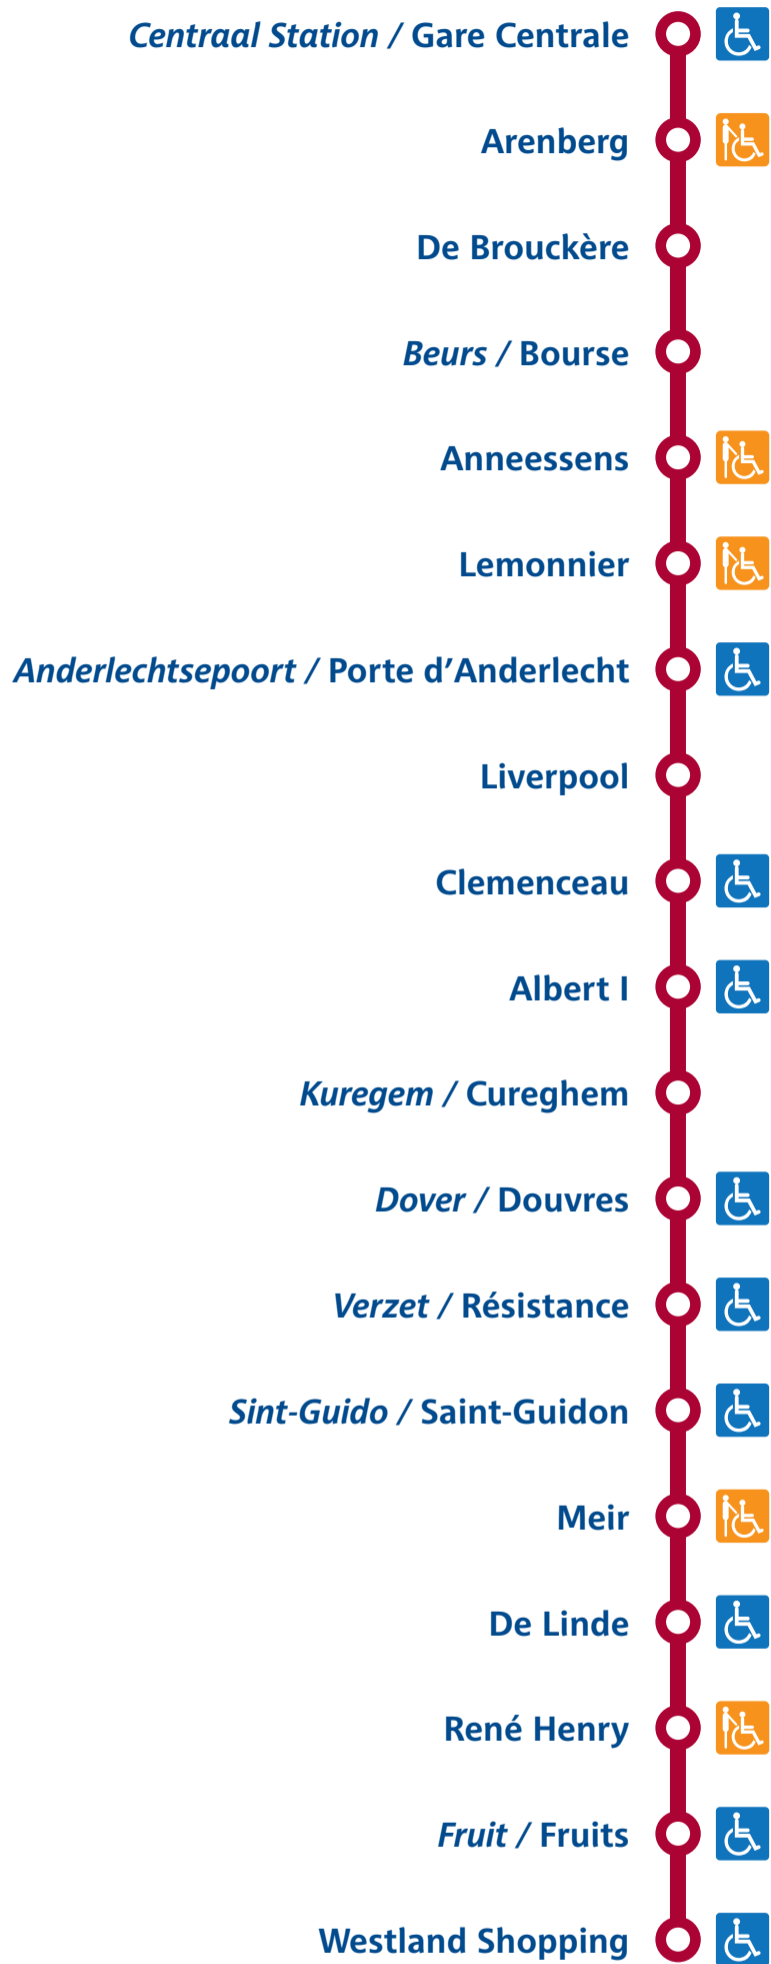 Centraal Station / Gare Centrale
Arenberg
De Brouckère
Beurs / Bourse
Anneessens
Lemonnier
Anderlechtsepoort / Porte d’Anderlecht
Liverpool
Clemenceau
Albert I
Kuregem / Cureghem
Dover / Douvres
Verzet / Résistance
Sint-Guido / Saint-Guidon
Meir
De Linde
René Henry
Fruit / Fruits
Westland Shopping